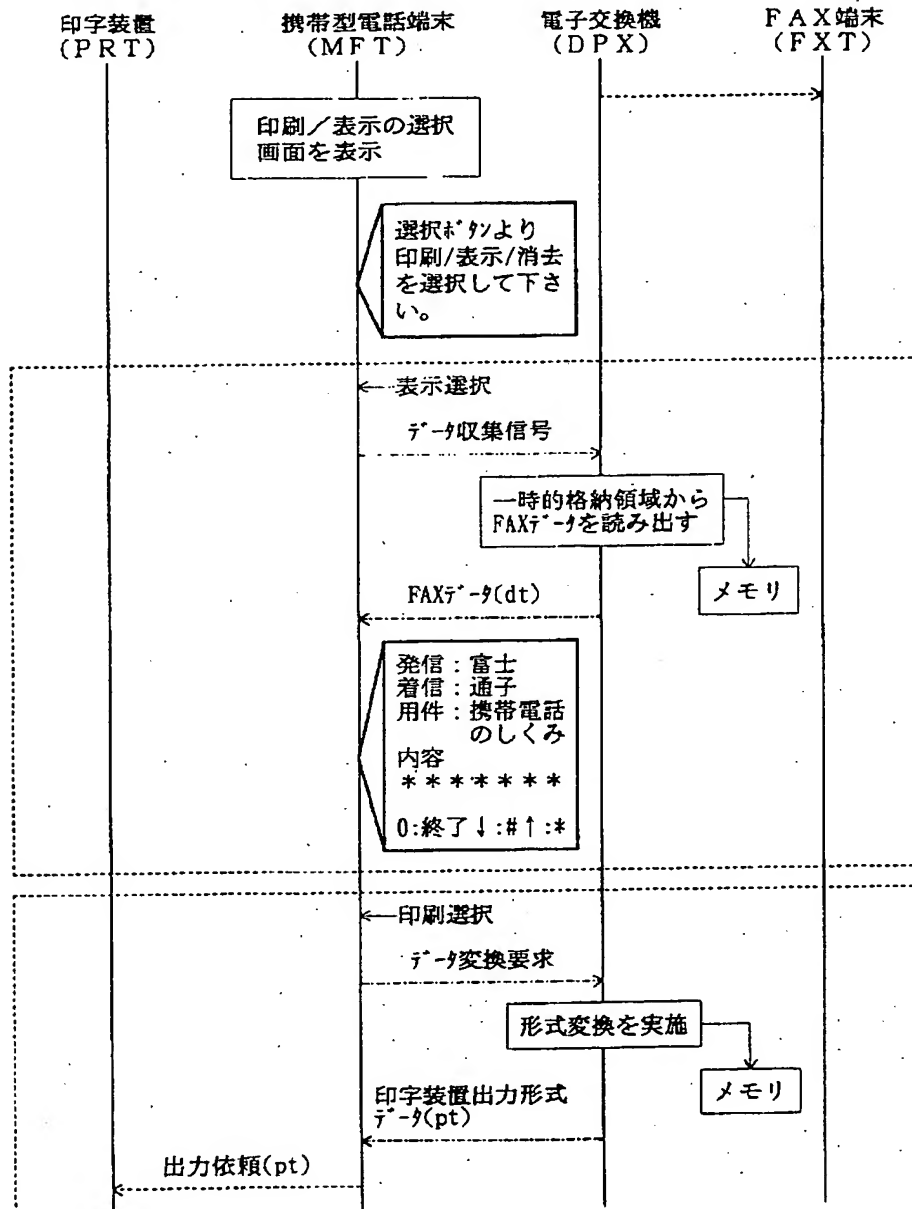 印字装置
(PRT)
携帯型電話端末
(MFT)
電子交換機
(DPX)
FAX端末
(FXT)
印刷／表示の選択
画面を表示
選択ﾎﾞﾀﾝより
印刷/表示/消去
を選択して下さ
い。
表示選択
ﾃﾞｰﾀ収集信号
一時的格納領域から
FAXﾃﾞｰﾀを読み出す
メモリ
FAXﾃﾞｰﾀ(dt)
発信：富士
着信：通子
用件：携帯電話
のしくみ
内容
＊＊＊＊＊＊＊
0:終了↓:#↑:*
印刷選択
ﾃﾞｰﾀ変換要求
形式変換を実施
メモリ
印字装置出力形式
ﾃﾞｰﾀ(pt)
出力依頼(pt)